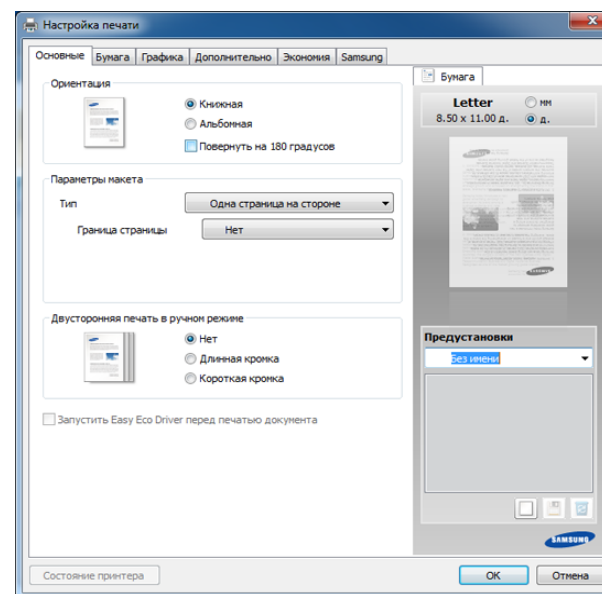 Настройка печати
Основные Бумага Графика Дополнительно Экономия Samsung
Ориентация
Книжная
Альбомная
Повернуть на 180 градусов
Параметры макета
Тип Одна страница на стороне
Граница страницы Нет
Двусторонняя печать в ручном режиме
Нет
Длинная кромка
Короткая кромка
Запустить Easy Eco Driver перед печатью документа
Бумага
Letter мм
8.50 x 11.00 д. д.
Предустановки
Без имени
SAMSUNG
Состояние принтера OK Отмена